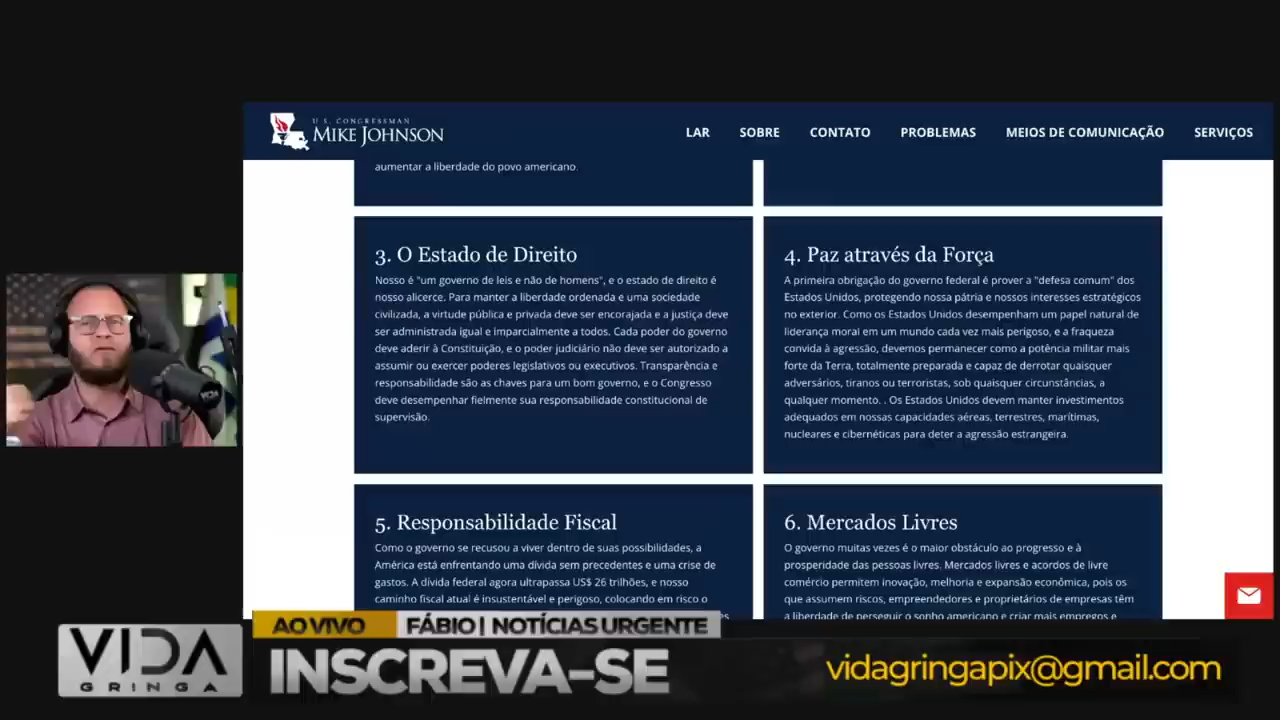 U.S. CONGRESSMAN
MIKE JOHNSON
LAR SOBRE CONTATO PROBLEMAS MEIOS DE COMUNICAÇÃO SERVIÇOS
aumentar a liberdade do povo americano.
3. O Estado de Direito
Nosso é "um governo de leis e não de homens", e o estado de direito é
nosso alicerce. Para manter a liberdade ordenada e uma sociedade
civilizada, a virtude pública e privada deve ser encorajada e a justiça deve
ser administrada igual e imparcialmente a todos. Cada poder do governo
deve aderir à Constituição, e o poder judiciário não deve ser autorizado a
assumir ou exercer poderes legislativos ou executivos. Transparência e
responsabilidade são as chaves para um bom governo, e o Congresso
deve desempenhar fielmente sua responsabilidade constitucional de
supervisão.
4. Paz através da Força
A primeira obrigação do governo federal é prover a "defesa comum" dos
Estados Unidos, protegendo nossa pátria e nossos interesses estratégicos
no exterior. Como os Estados Unidos desempenham um papel natural de
liderança moral em um mundo cada vez mais perigoso, e a fraqueza
convida à agressão, devemos permanecer como a potência militar mais
forte da Terra, totalmente preparada e capaz de derrotar quaisquer
adversários, tiranos ou terroristas, sob quaisquer circunstâncias, a
qualquer momento. . Os Estados Unidos devem manter investimentos
adequados em nossas capacidades aéreas, terrestres, marítimas,
nucleares e cibernéticas para deter a agressão estrangeira.
5. Responsabilidade Fiscal
Como o governo se recusou a viver dentro de suas possibilidades, a
América está enfrentando uma dívida sem precedentes e uma crise de
gastos. A dívida federal agora ultrapassa US$ 26 trilhões, e nosso
caminho fiscal atual é insustentável e perigoso, colocando em risco o
6. Mercados Livres
O governo muitas vezes é o maior obstáculo ao progresso e à
prosperidade das pessoas livres. Mercados livres e acordos de livre
comércio permitem inovação, melhoria e expansão econômica, pois os
que assumem riscos, empreendedores e proprietários de empresas têm
a liberdade de perseguir o sonho americano e criar mais empregos e
AO VIVO FÁBIO | NOTÍCIAS URGENTE
VIDA
GRINGA
INSCREVA-SE
vidagringapix@gmail.com